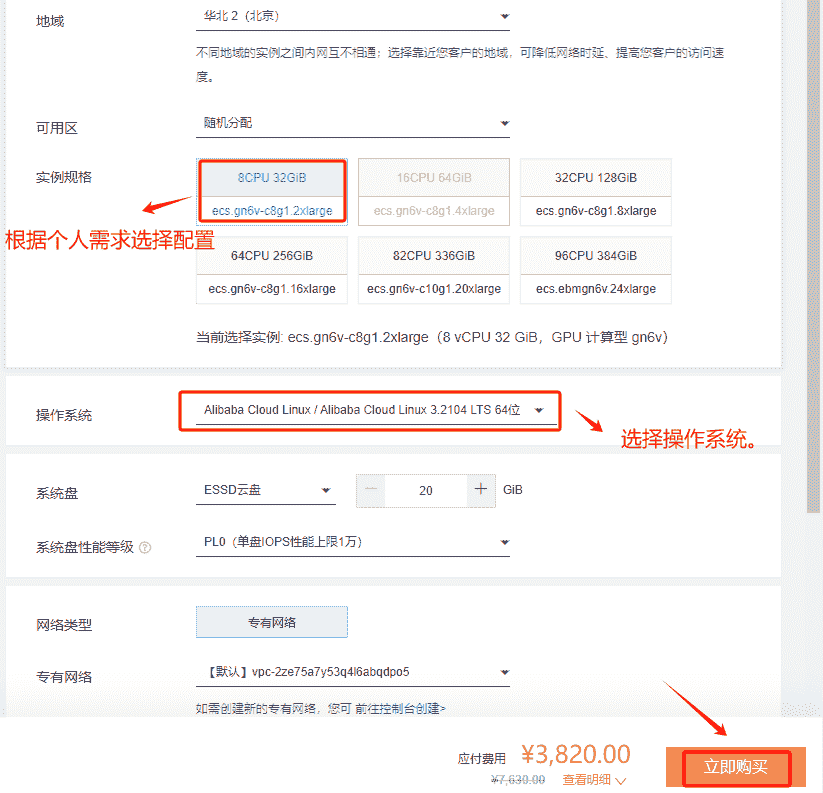 地域
华北 2（北京）
不同地域的实例之间内网互不相通；选择靠近您客户的地域，可降低网络时延、提高您客户的访问速
度。
可用区
随机分配
实例规格
8CPU 32GiB
16CPU 64GiB
32CPU 128GiB
ecs.gn6v-c8g1.2xlarge
ecs.gn6v-c8g1.4xlarge
ecs.gn6v-c8g1.8xlarge
根据个人需求选择配置
64CPU 256GiB
82CPU 336GiB
96CPU 384GiB
ecs.gn6v-c8g1.16xlarge
ecs.gn6v-c10g1.20xlarge
ecs.ebmgn6v.24xlarge
当前选择实例: ecs.gn6v-c8g1.2xlarge（8 vCPU 32 GiB，GPU 计算型 gn6v）
操作系统
Alibaba Cloud Linux / Alibaba Cloud Linux 3.2104 LTS 64位
选择操作系统。
系统盘
ESSD云盘
20
GiB
系统盘性能等级
PL0（单盘IOPS性能上限1万）
网络类型
专有网络
专有网络
【默认】vpc-2ze75a7y53q4l6abqdpo5
如需创建新的专有网络，您可 前往控制台创建>
应付费用
¥3,820.00
立即购买
¥7,630.00
查看明细